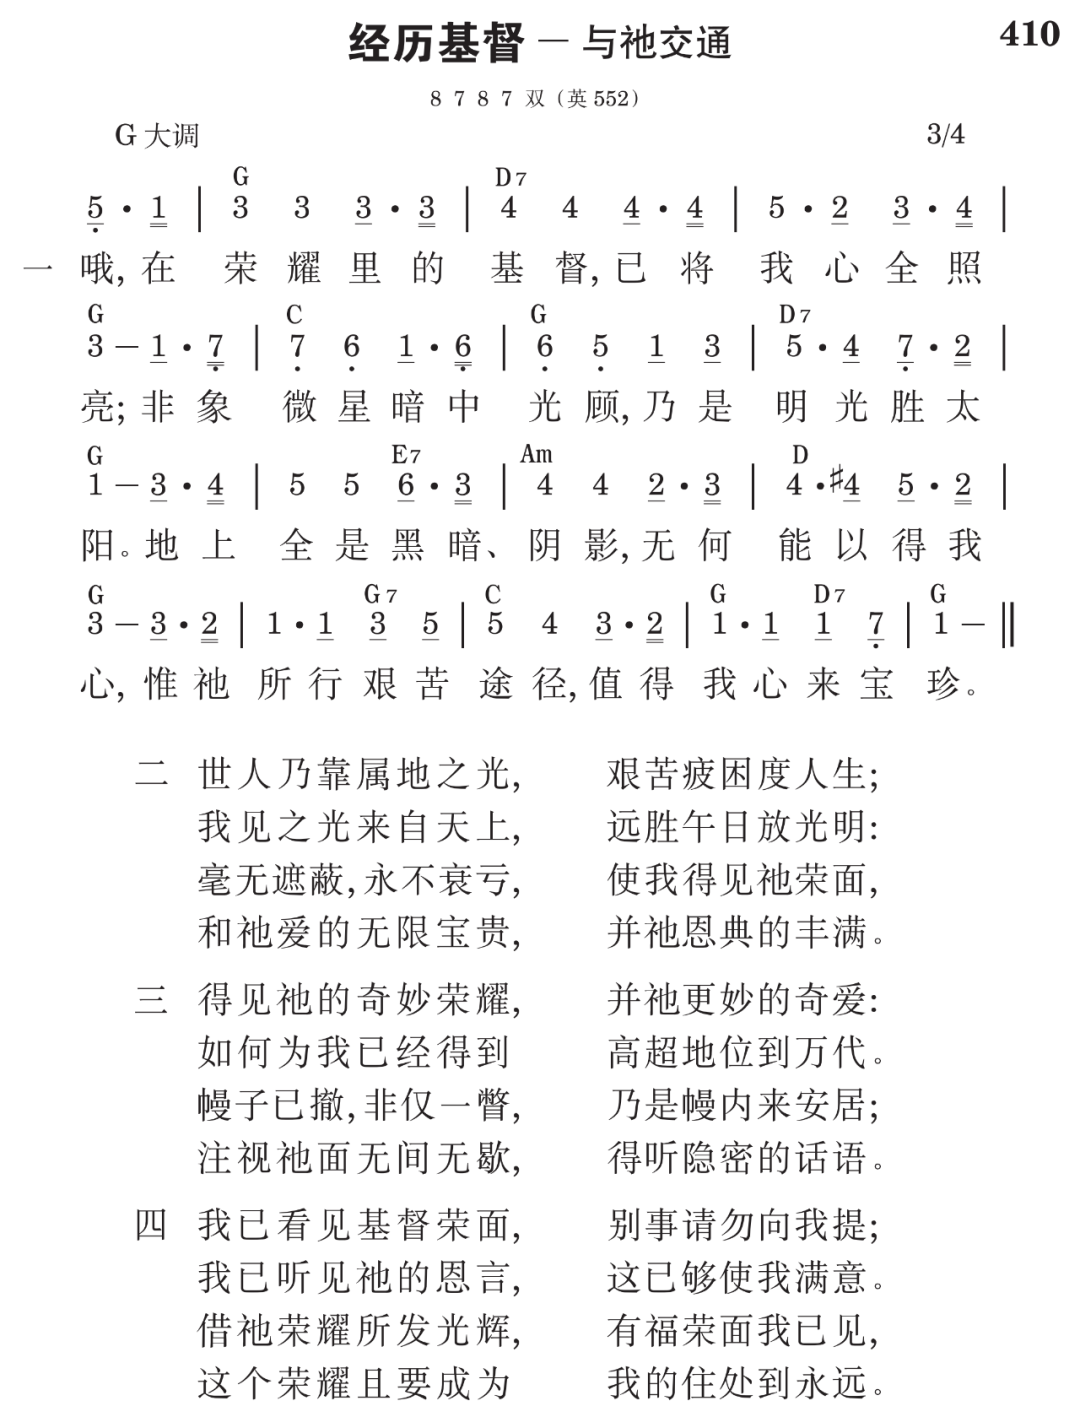 经历基督 — 与祂交通 410
8 7 8 7 双（英 552）
G 大调 3/4
G D7
5 · 1 | 3 3 3 · 3 | 4 4 4 · 4 | 5 · 2 3 · 4 |
一 哦,在 荣 耀 里 的 基 督,已 将 我 心 全 照
G C G D7
3 — 1 · 7 | 7 6 1 · 6 | 6 5 1 3 | 5 · 4 7 · 2 |
亮;非 象 微 星 暗 中 光 顾,乃 是 明 光 胜 太
G E7 Am D
1 — 3 · 4 | 5 5 6 · 3 | 4 4 2 · 3 | 4 · #4 5 · 2 |
阳。地 上 全 是 黑 暗、阴 影,无 何 能 以 得 我
G G7 C G D7 G
3 — 3 · 2 | 1 · 1 3 5 | 5 4 3 · 2 | 1 · 1 1 7 | 1 — ‖
心,惟 祂 所 行 艰 苦 途 径,值 得 我 心 来 宝 珍。
二 世人乃靠属地之光, 艰苦疲困度人生;
我见之光来自天上, 远胜午日放光明:
毫无遮蔽,永不衰亏, 使我得见祂荣面,
和祂爱的无限宝贵, 并祂恩典的丰满。
三 得见祂的奇妙荣耀, 并祂更妙的奇爱:
如何为我已经得到 高超地位到万代。
幔子已撤,非仅一瞥, 乃是幔内来安居;
注视祂面无间无歇, 得听隐密的话语。
四 我已看见基督荣面, 别事请勿向我提;
我已听见祂的恩言, 这已够使我满意。
借祂荣耀所发光辉, 有福荣面我已见,
这个荣耀且要成为 我的住处到永远。